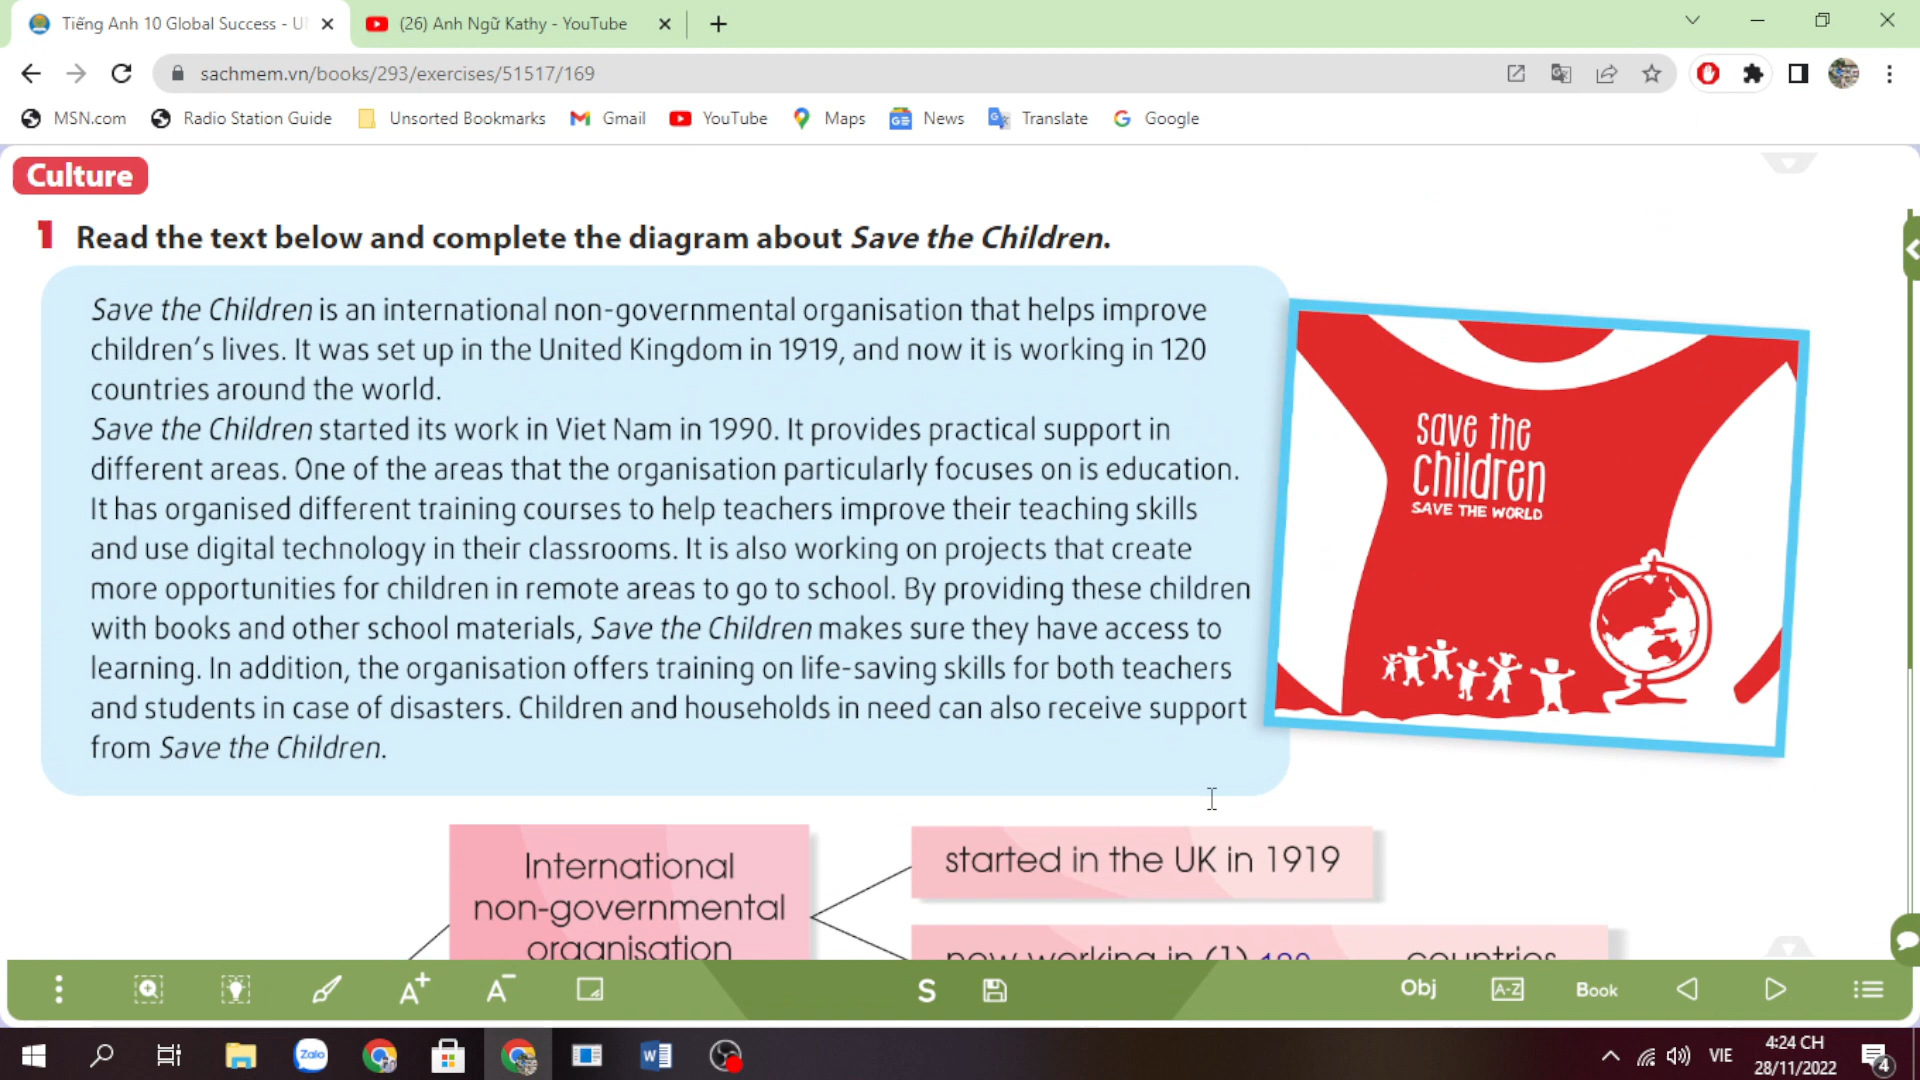 Tiếng Anh 10 Global Success - U
(26) Anh Ngữ Kathy - YouTube
sachmem.vn/books/293/exercises/51517/169
MSN.com
Radio Station Guide
Unsorted Bookmarks
Gmail
YouTube
Maps
News
Translate
Google
Culture
1 Read the text below and complete the diagram about Save the Children.
Save the Children is an international non-governmental organisation that helps improve
children's lives. It was set up in the United Kingdom in 1919, and now it is working in 120
countries around the world.
Save the Children started its work in Viet Nam in 1990. It provides practical support in
different areas. One of the areas that the organisation particularly focuses on is education.
It has organised different training courses to help teachers improve their teaching skills
and use digital technology in their classrooms. It is also working on projects that create
more opportunities for children in remote areas to go to school. By providing these children
with books and other school materials, Save the Children makes sure they have access to
learning. In addition, the organisation offers training on life-saving skills for both teachers
and students in case of disasters. Children and households in need can also receive support
from Save the Children.
save the
children
SAVE THE WORLD
International
non-governmental
organisation
started in the UK in 1919
now working in (1) 120 countries
A+
A-
S
Obj
A-Z
Book
Zalo
W
VIE
4:24 CH
28/11/2022
4